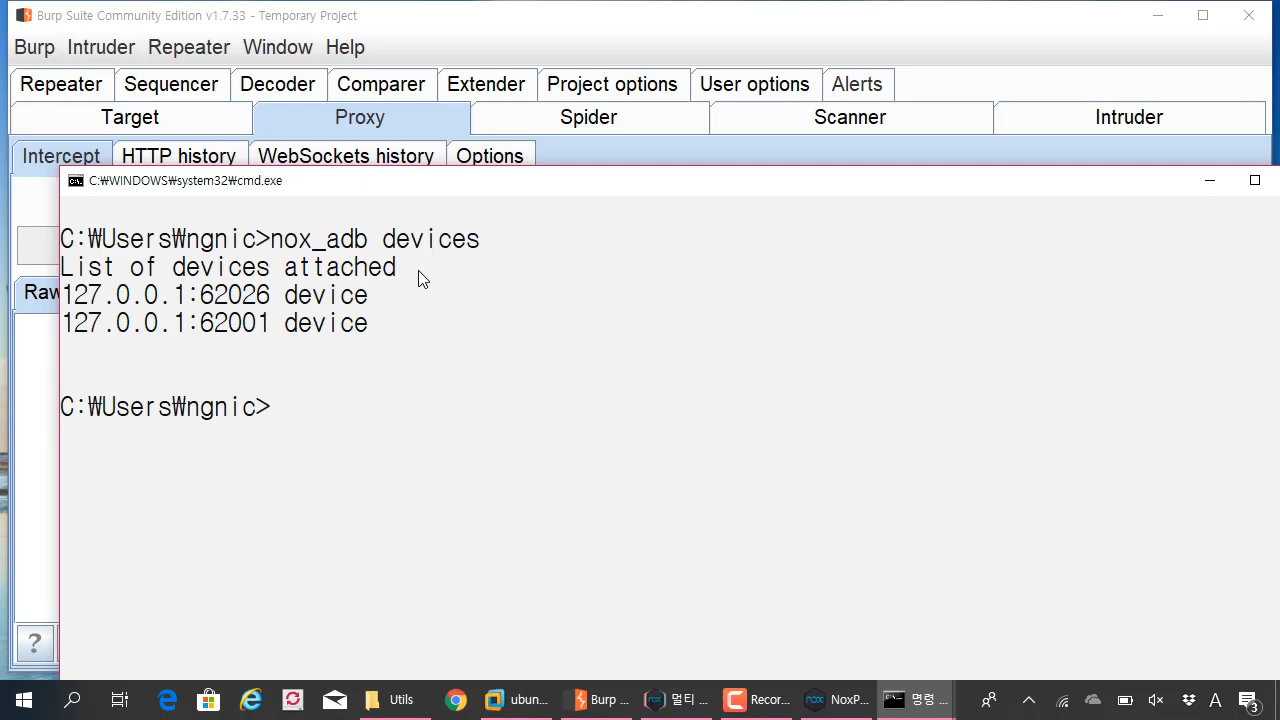 Burp Suite Community Edition v1.7.33 - Temporary Project
Burp Intruder Repeater Window Help
Repeater Sequencer Decoder Comparer Extender Project options User options Alerts
Target Proxy Spider Scanner Intruder
Intercept HTTP history WebSockets history Options
C:₩WINDOWS₩system32₩cmd.exe
C:₩Users₩ngnic>nox_adb devices
List of devices attached
Raw
127.0.0.1:62026 device
127.0.0.1:62001 device
C:₩Users₩ngnic>
?
Utils ubun... Burp ... 멀티 ... Recor... NoxP... 명령 ... A 3